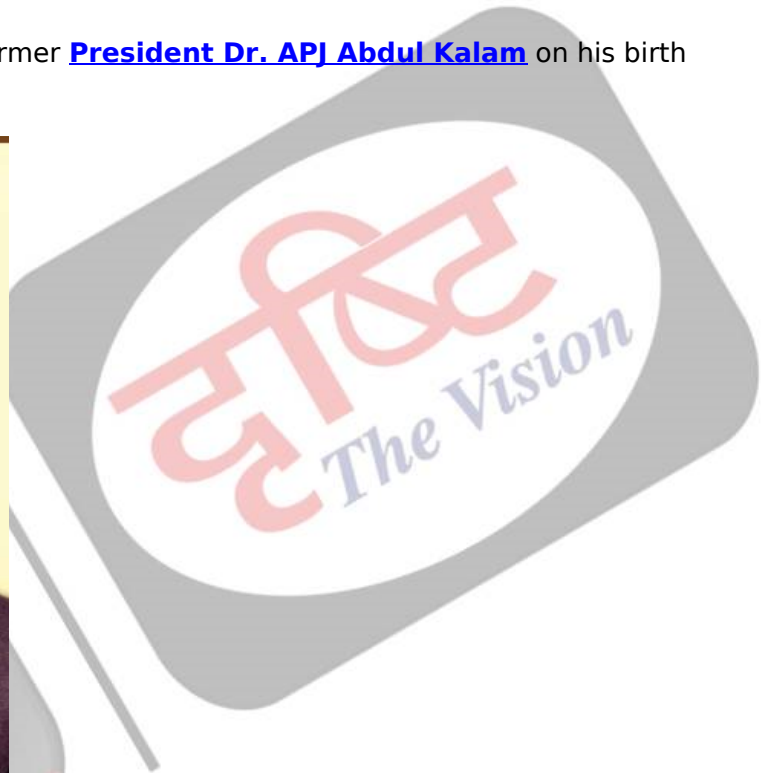 rmer President Dr. APJ Abdul Kalam on his birth
दृष्टि
The Vision